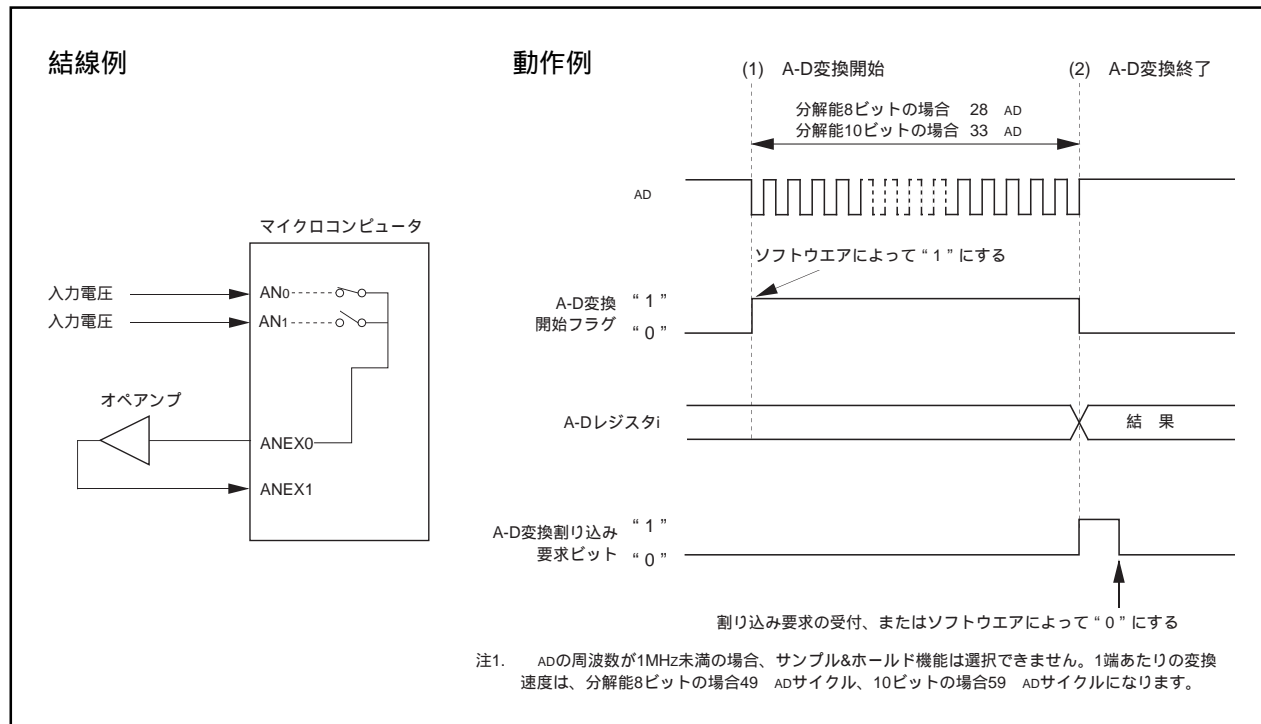 結線例
マイクロコンピュータ
入力電圧
AN0
入力電圧
AN1
オペアンプ
ANEX0
ANEX1
動作例
(1) A-D変換開始
(2) A-D変換終了
分解能8ビットの場合 28 AD
分解能10ビットの場合 33 AD
AD
ソフトウエアによって“1”にする
A-D変換 “1”
開始フラグ “0”
A-Dレジスタi
結 果
A-D変換割り込み “1”
要求ビット “0”
割り込み要求の受付、またはソフトウエアによって“0”にする
注1. ADの周波数が1MHz未満の場合、サンプル&ホールド機能は選択できません。1端あたりの変換
速度は、分解能8ビットの場合49 ADサイクル、10ビットの場合59 ADサイクルになります。